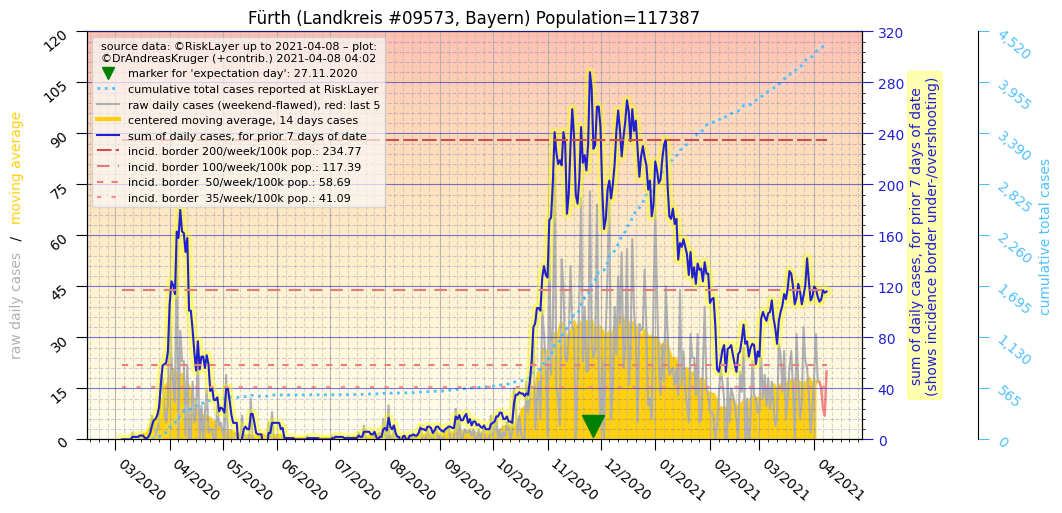 Fürth (Landkreis #09573, Bayern) Population=117387
source data: ©RiskLayer up to 2021-04-08 – plot:
©DrAndreasKruger (+contrib.) 2021-04-08 04:02
marker for 'expectation day': 27.11.2020
cumulative total cases reported at RiskLayer
raw daily cases (weekend-flawed), red: last 5
centered moving average, 14 days cases
sum of daily cases, for prior 7 days of date
incid. border 200/week/100k pop.: 234.77
incid. border 100/week/100k pop.: 117.39
incid. border  50/week/100k pop.: 58.69
incid. border  35/week/100k pop.: 41.09
raw daily cases  /  moving average
120
105
90
75
60
45
30
15
0
03/2020
04/2020
05/2020
06/2020
07/2020
08/2020
09/2020
10/2020
11/2020
12/2020
01/2021
02/2021
03/2021
04/2021
320
280
240
200
160
120
80
40
0
sum of daily cases, for prior 7 days of date
(shows incidence border under-/overshooting)
4,520
3,955
3,390
2,825
2,260
1,695
1,130
565
0
cumulative total cases